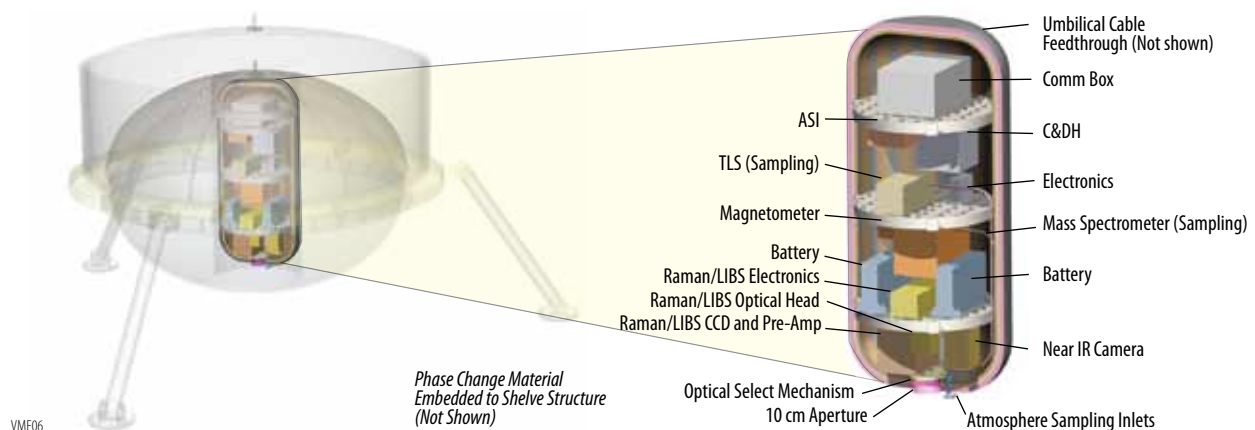 Umbilical Cable
Feedthrough (Not shown)
Comm Box
ASI
C&DH
TLS (Sampling)
Electronics
Magnetometer
Mass Spectrometer (Sampling)
Battery
Raman/LIBS Electronics
Battery
Raman/LIBS Optical Head
Raman/LIBS CCD and Pre-Amp
Near IR Camera
Phase Change Material
Embedded to Shelve Structure
(Not Shown)
Optical Select Mechanism
10 cm Aperture
Atmosphere Sampling Inlets
VME06